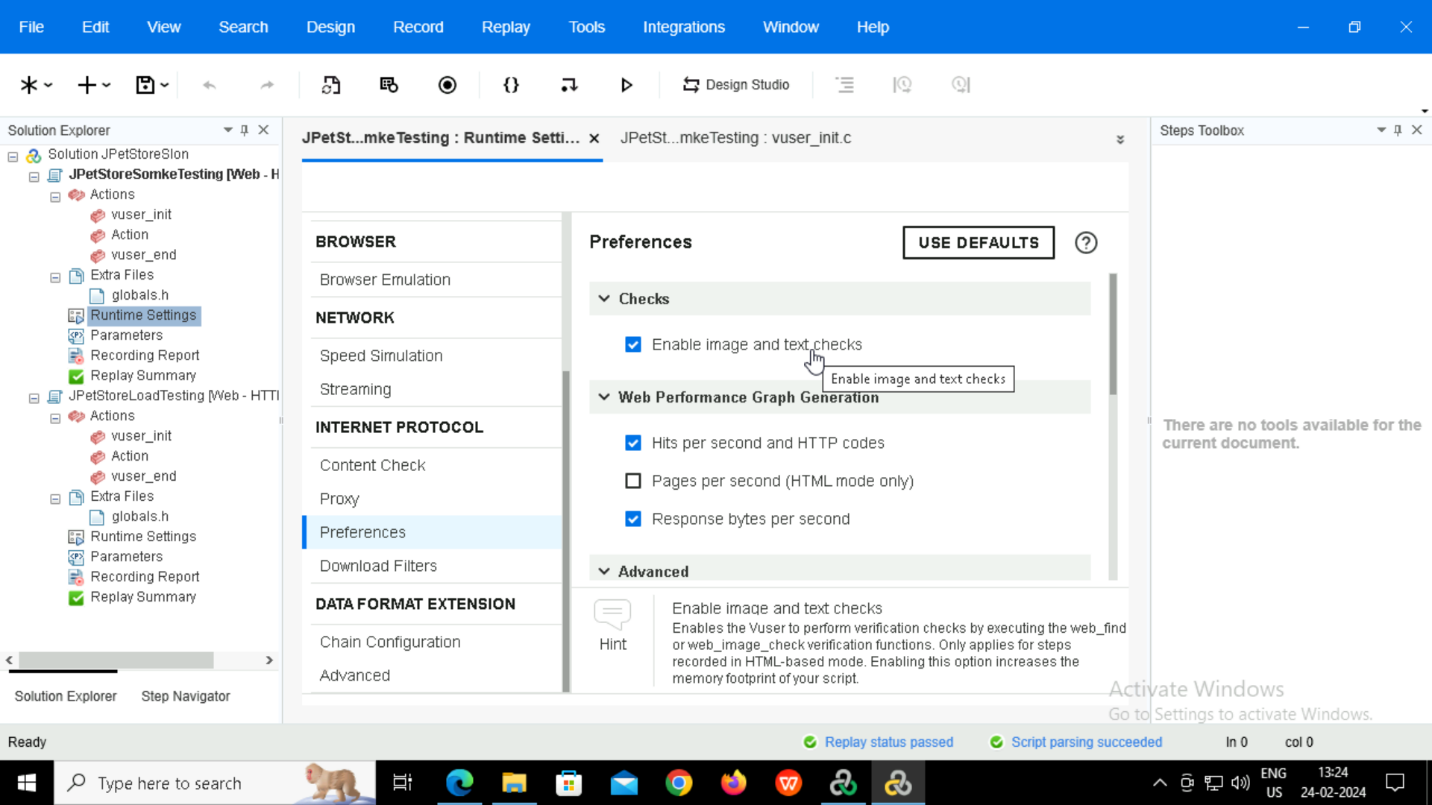 File Edit View Search Design Record Replay Tools Integrations Window Help
Design Studio
Solution Explorer
Solution JPetStoreSlon
JPetStoreSomkeTesting [Web - H
Actions
vuser_init
Action
vuser_end
Extra Files
globals.h
Runtime Settings
Parameters
Recording Report
Replay Summary
JPetStoreLoadTesting [Web - HTTI
Actions
vuser_init
Action
vuser_end
Extra Files
globals.h
Runtime Settings
Parameters
Recording Report
Replay Summary
Solution Explorer Step Navigator
JPetSt...mkeTesting : Runtime Setti... JPetSt...mkeTesting : vuser_init.c
BROWSER
Browser Emulation
NETWORK
Speed Simulation
Streaming
INTERNET PROTOCOL
Content Check
Proxy
Preferences
Download Filters
DATA FORMAT EXTENSION
Chain Configuration
Advanced
Preferences USE DEFAULTS ?
Checks
Enable image and text checks
Enable image and text checks
Web Performance Graph Generation
Hits per second and HTTP codes
Pages per second (HTML mode only)
Response bytes per second
Advanced
Hint
Enable image and text checks
Enables the Vuser to perform verification checks by executing the web_find
or web_image_check verification functions. Only applies for steps
recorded in HTML-based mode. Enabling this option increases the
memory footprint of your script.
Steps Toolbox
There are no tools available for the
current document.
Activate Windows
Go to Settings to activate Windows.
Ready Replay status passed Script parsing succeeded ln 0 col 0
Type here to search
ENG
US
13:24
24-02-2024